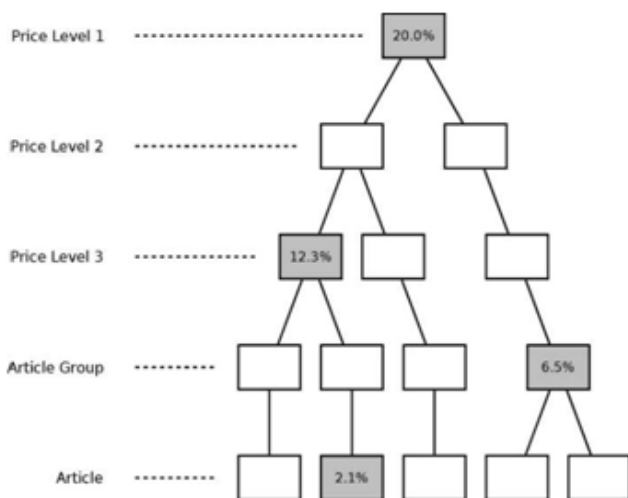 Price Level 1
20.0%
Price Level 2
Price Level 3
12.3%
Article Group
6.5%
Article
2.1%